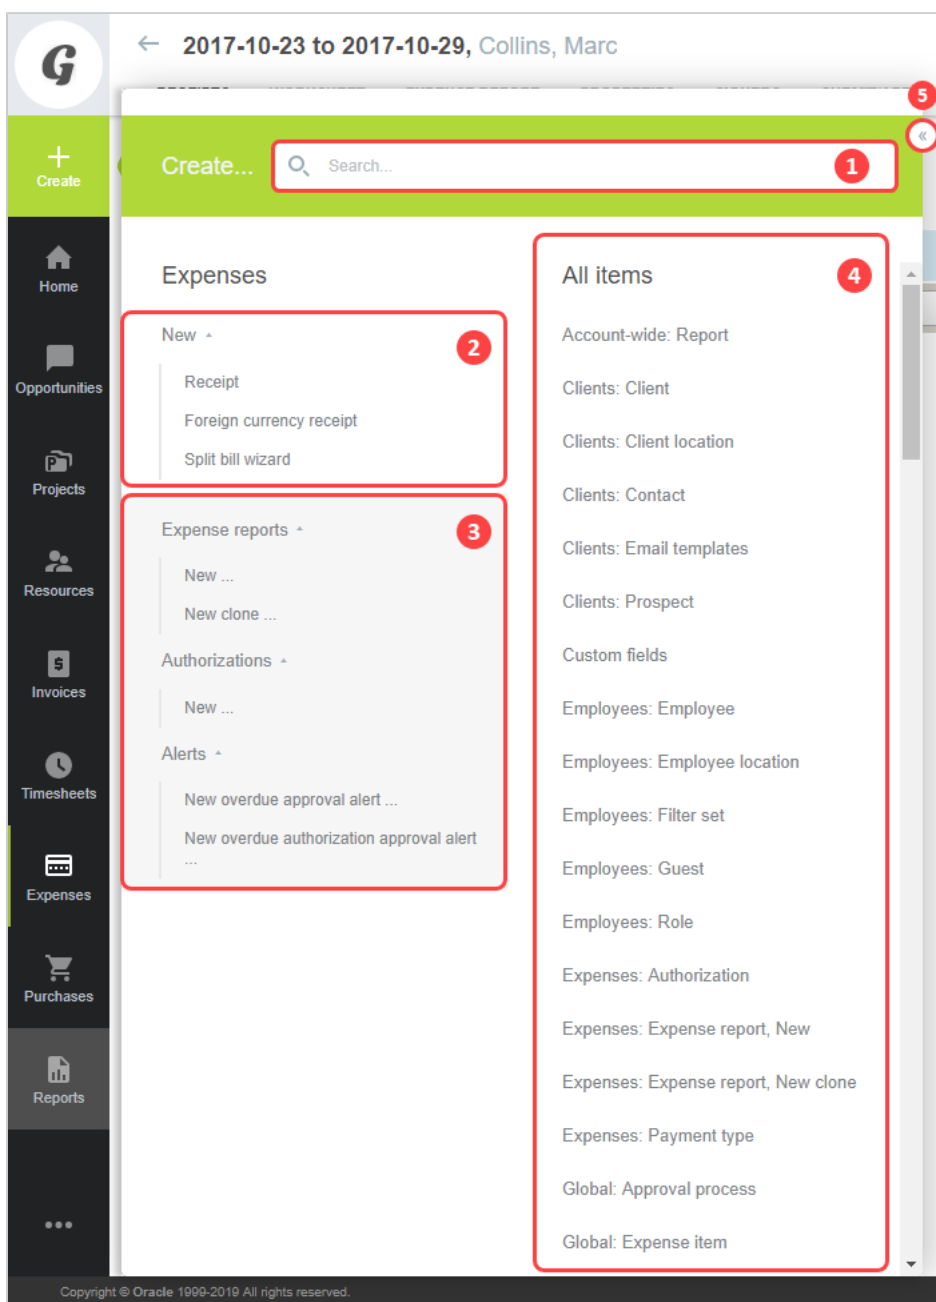 G
← 2017-10-23 to 2017-10-29, Collins, Marc
5
«
+
Create
Create...
Search...
1
Home
Opportunities
Projects
Resources
Invoices
Timesheets
Expenses
Purchases
Reports
...
Expenses
New
2
Receipt
Foreign currency receipt
Split bill wizard
Expense reports
3
New ...
New clone ...
Authorizations
New ...
Alerts
New overdue approval alert ...
New overdue authorization approval alert
...
All items
4
Account-wide: Report
Clients: Client
Clients: Client location
Clients: Contact
Clients: Email templates
Clients: Prospect
Custom fields
Employees: Employee
Employees: Employee location
Employees: Filter set
Employees: Guest
Employees: Role
Expenses: Authorization
Expenses: Expense report, New
Expenses: Expense report, New clone
Expenses: Payment type
Global: Approval process
Global: Expense item
Copyright © Oracle 1999-2019 All rights reserved.